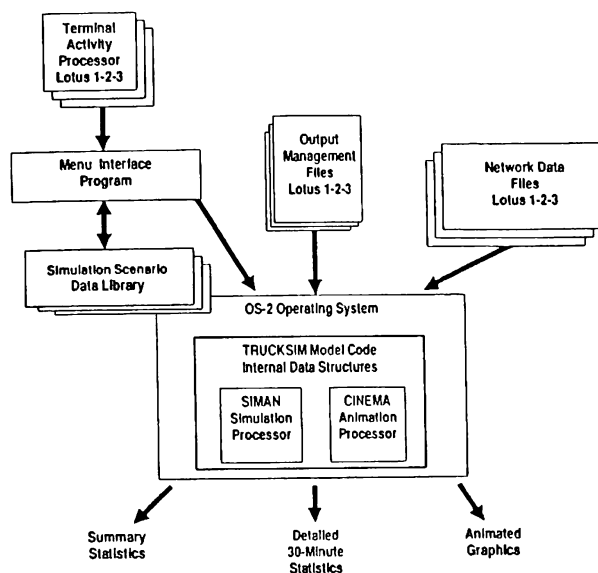 Terminal
Activity
Processor
Lotus 1-2-3
Menu Interface
Program
Output
Management
Files
Lotus 1-2-3
Network Data
Files
Lotus 1-2-3
Simulation Scenario
Data Library
OS-2 Operating System
TRUCKSIM Model Code
Internal Data Structures
SIMAN
Simulation
Processor
CINEMA
Animation
Processor
Summary
Statistics
Detailed
30-Minute
Statistics
Animated
Graphics